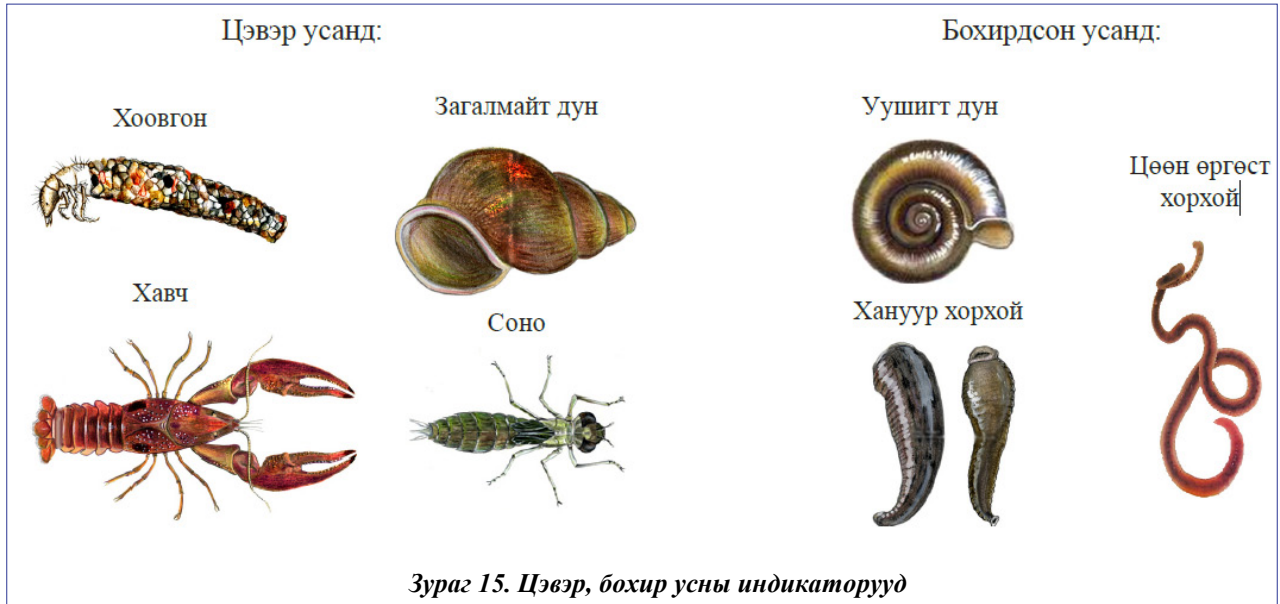 Цэвэр усанд:
Хоовгон
Загалмайт дун
Хавч
Соно
Бохирдсон усанд:
Уушигт дун
Цөөн өргөст
хорхой
Хануур хорхой
Зураг 15. Цэвэр, бохир усны индикаторууд